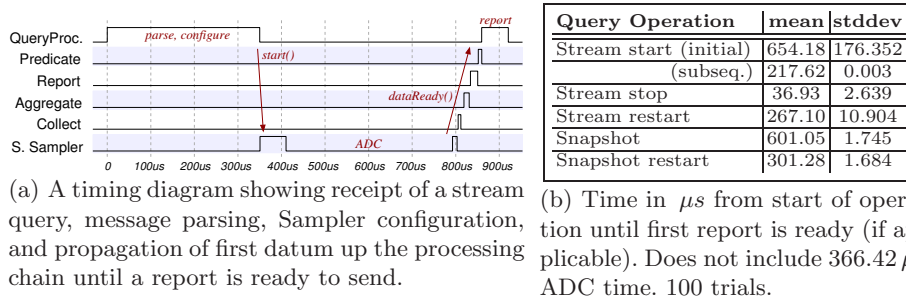 report
QueryProc.
parse, configure
Predicate
start()
Report
Aggregate
dataReady()
Collect
S. Sampler
ADC
0 100us 200us 300us 400us 500us 600us 700us 800us 900us
(a) A timing diagram showing receipt of a stream
query, message parsing, Sampler configuration,
and propagation of first datum up the processing
chain until a report is ready to send.
Query Operation mean stddev
Stream start (initial) 654.18 176.352
(subseq.) 217.62 0.003
Stream stop 36.93 2.639
Stream restart 267.10 10.904
Snapshot 601.05 1.745
Snapshot restart 301.28 1.684
(b) Time in μs from start of opera
tion until first report is ready (if a
plicable). Does not include 366.42 μ
ADC time. 100 trials.